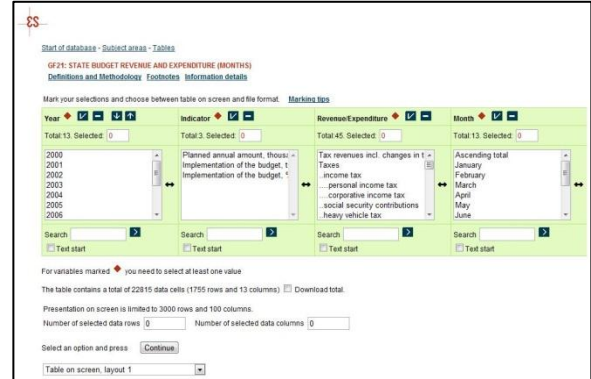 ES
Start of database - Subject areas - Tables
GF21: STATE BUDGET REVENUE AND EXPENDITURE (MONTHS)
Definitions and Methodology Footnotes Information details
Mark your selections and choose between table on screen and file format. Marking tips
Year Indicator Revenue/Expenditure Month
Total:13. Selected: 0 Total:3. Selected: 0 Total:45. Selected: 0 Total:13. Selected: 0
2000 Planned annual amount, thousa Tax revenues incl. changes in t Ascending total
2001 Implementation of the budget, t Taxes January
2002 Implementation of the budget, % ..income tax February
2003 ....personal income tax March
2004 ....corporative income tax April
2005 ..social security contributions May
2006 ..heavy vehicle tax June
Search Search Search Search
Text start Text start Text start Text start
For variables marked you need to select at least one value
The table contains a total of 22815 data cells (1755 rows and 13 columns) Download total.
Presentation on screen is limited to 3000 rows and 100 columns.
Number of selected data rows 0 Number of selected data columns 0
Select an option and press Continue
Table on screen, layout 1